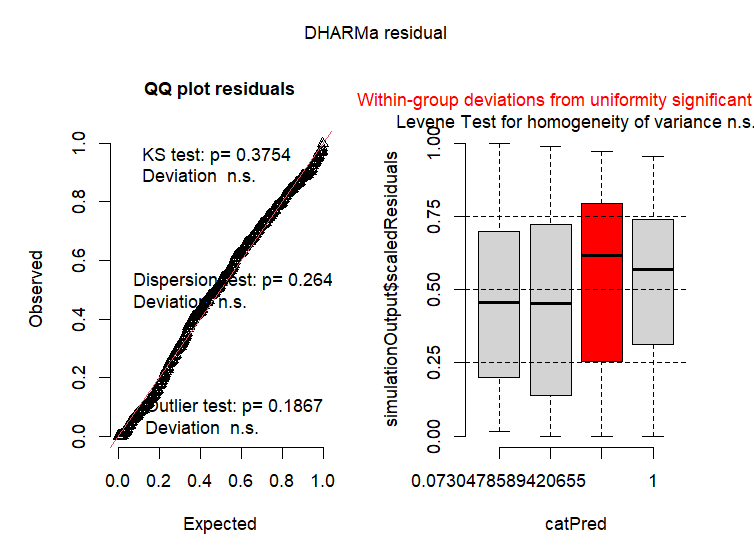 DHARMa residual
QQ plot residuals
Within-group deviations from uniformity significant
Levene Test for homogeneity of variance n.s.
KS test: p= 0.3754
Deviation n.s.
Dispersion test: p= 0.264
Deviation n.s.
Outlier test: p= 0.1867
Deviation n.s.
Observed
0.0 0.2 0.4 0.6 0.8 1.0
0.0 0.2 0.4 0.6 0.8 1.0
Expected
simulationOutput$scaledResiduals
0.00 0.25 0.50 0.75 1.00
0.0730478589420655 1
catPred